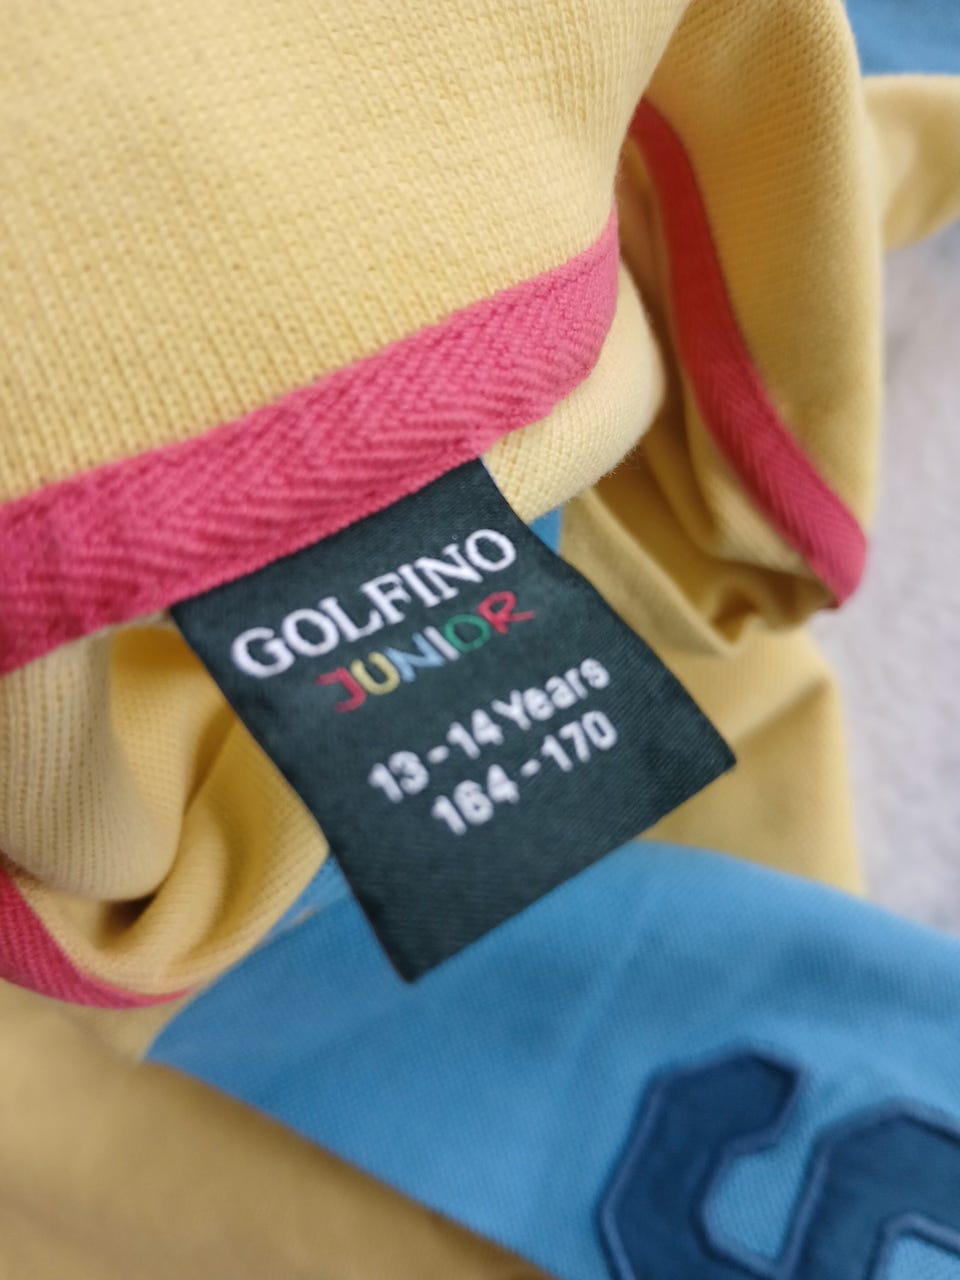 GOLFINO
JUNIOR
13-14 Years
164-170